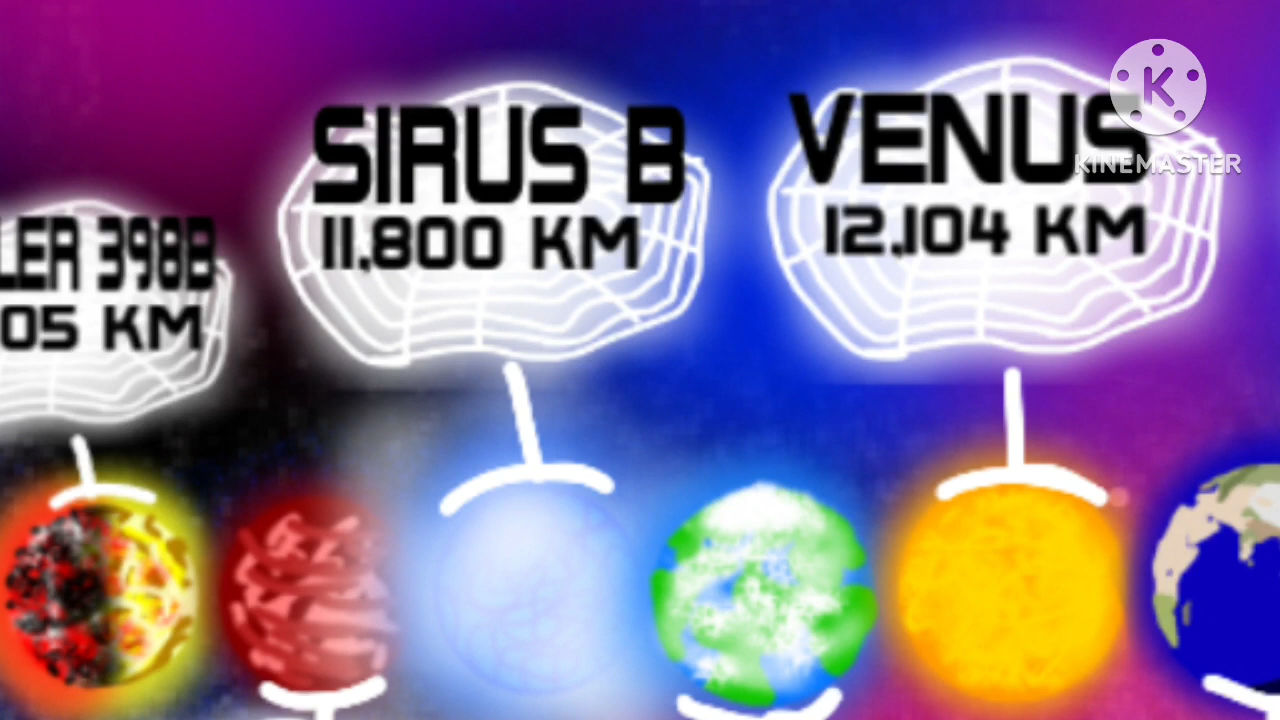 SIRUS B
11,800 KM
VENUS
12,104 KM
LER 398B
05 KM
K
KINEMASTER